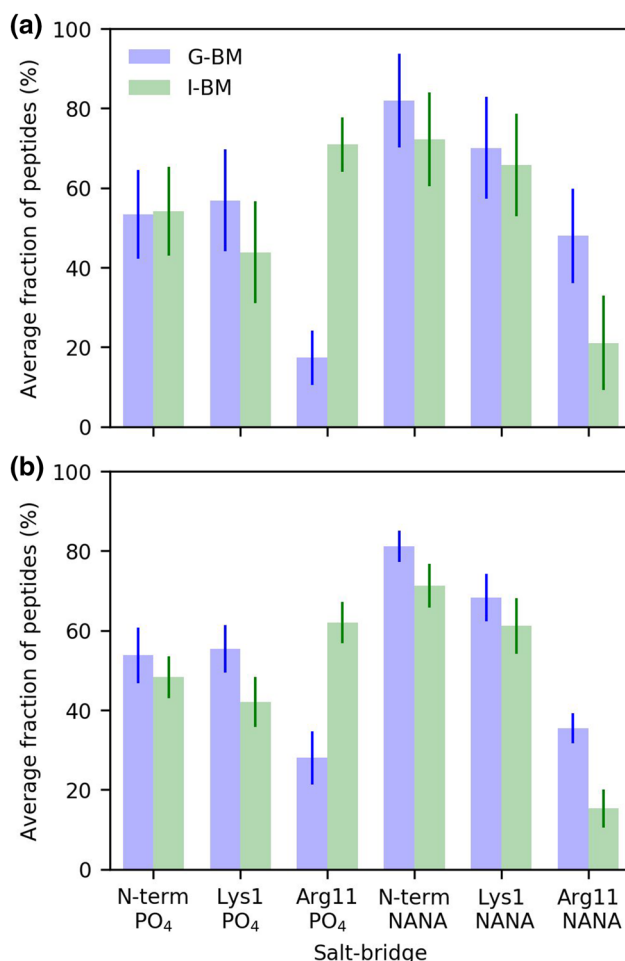 (a)
100
80
60
40
20
0
Average fraction of peptides (%)
G-BM
I-BM
(b)
100
80
60
40
20
0
Average fraction of peptides (%)
N-term Lys1 Arg11 N-term Lys1 Arg11
PO₄ PO₄ PO₄ NANA NANA NANA
Salt-bridge